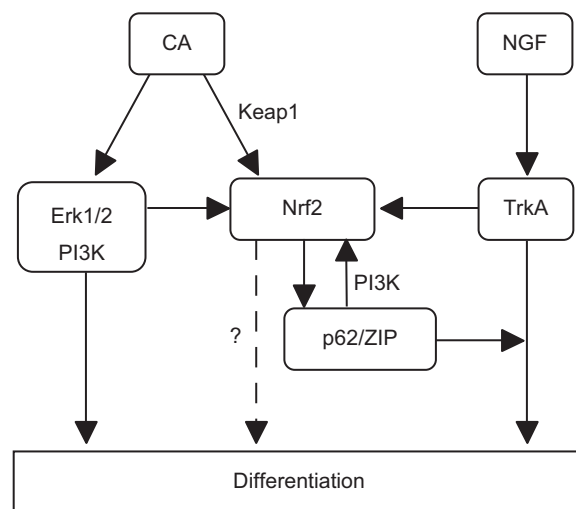 CA
NGF
Keap1
Erk1/2
PI3K
Nrf2
TrkA
PI3K
?
p62/ZIP
Differentiation